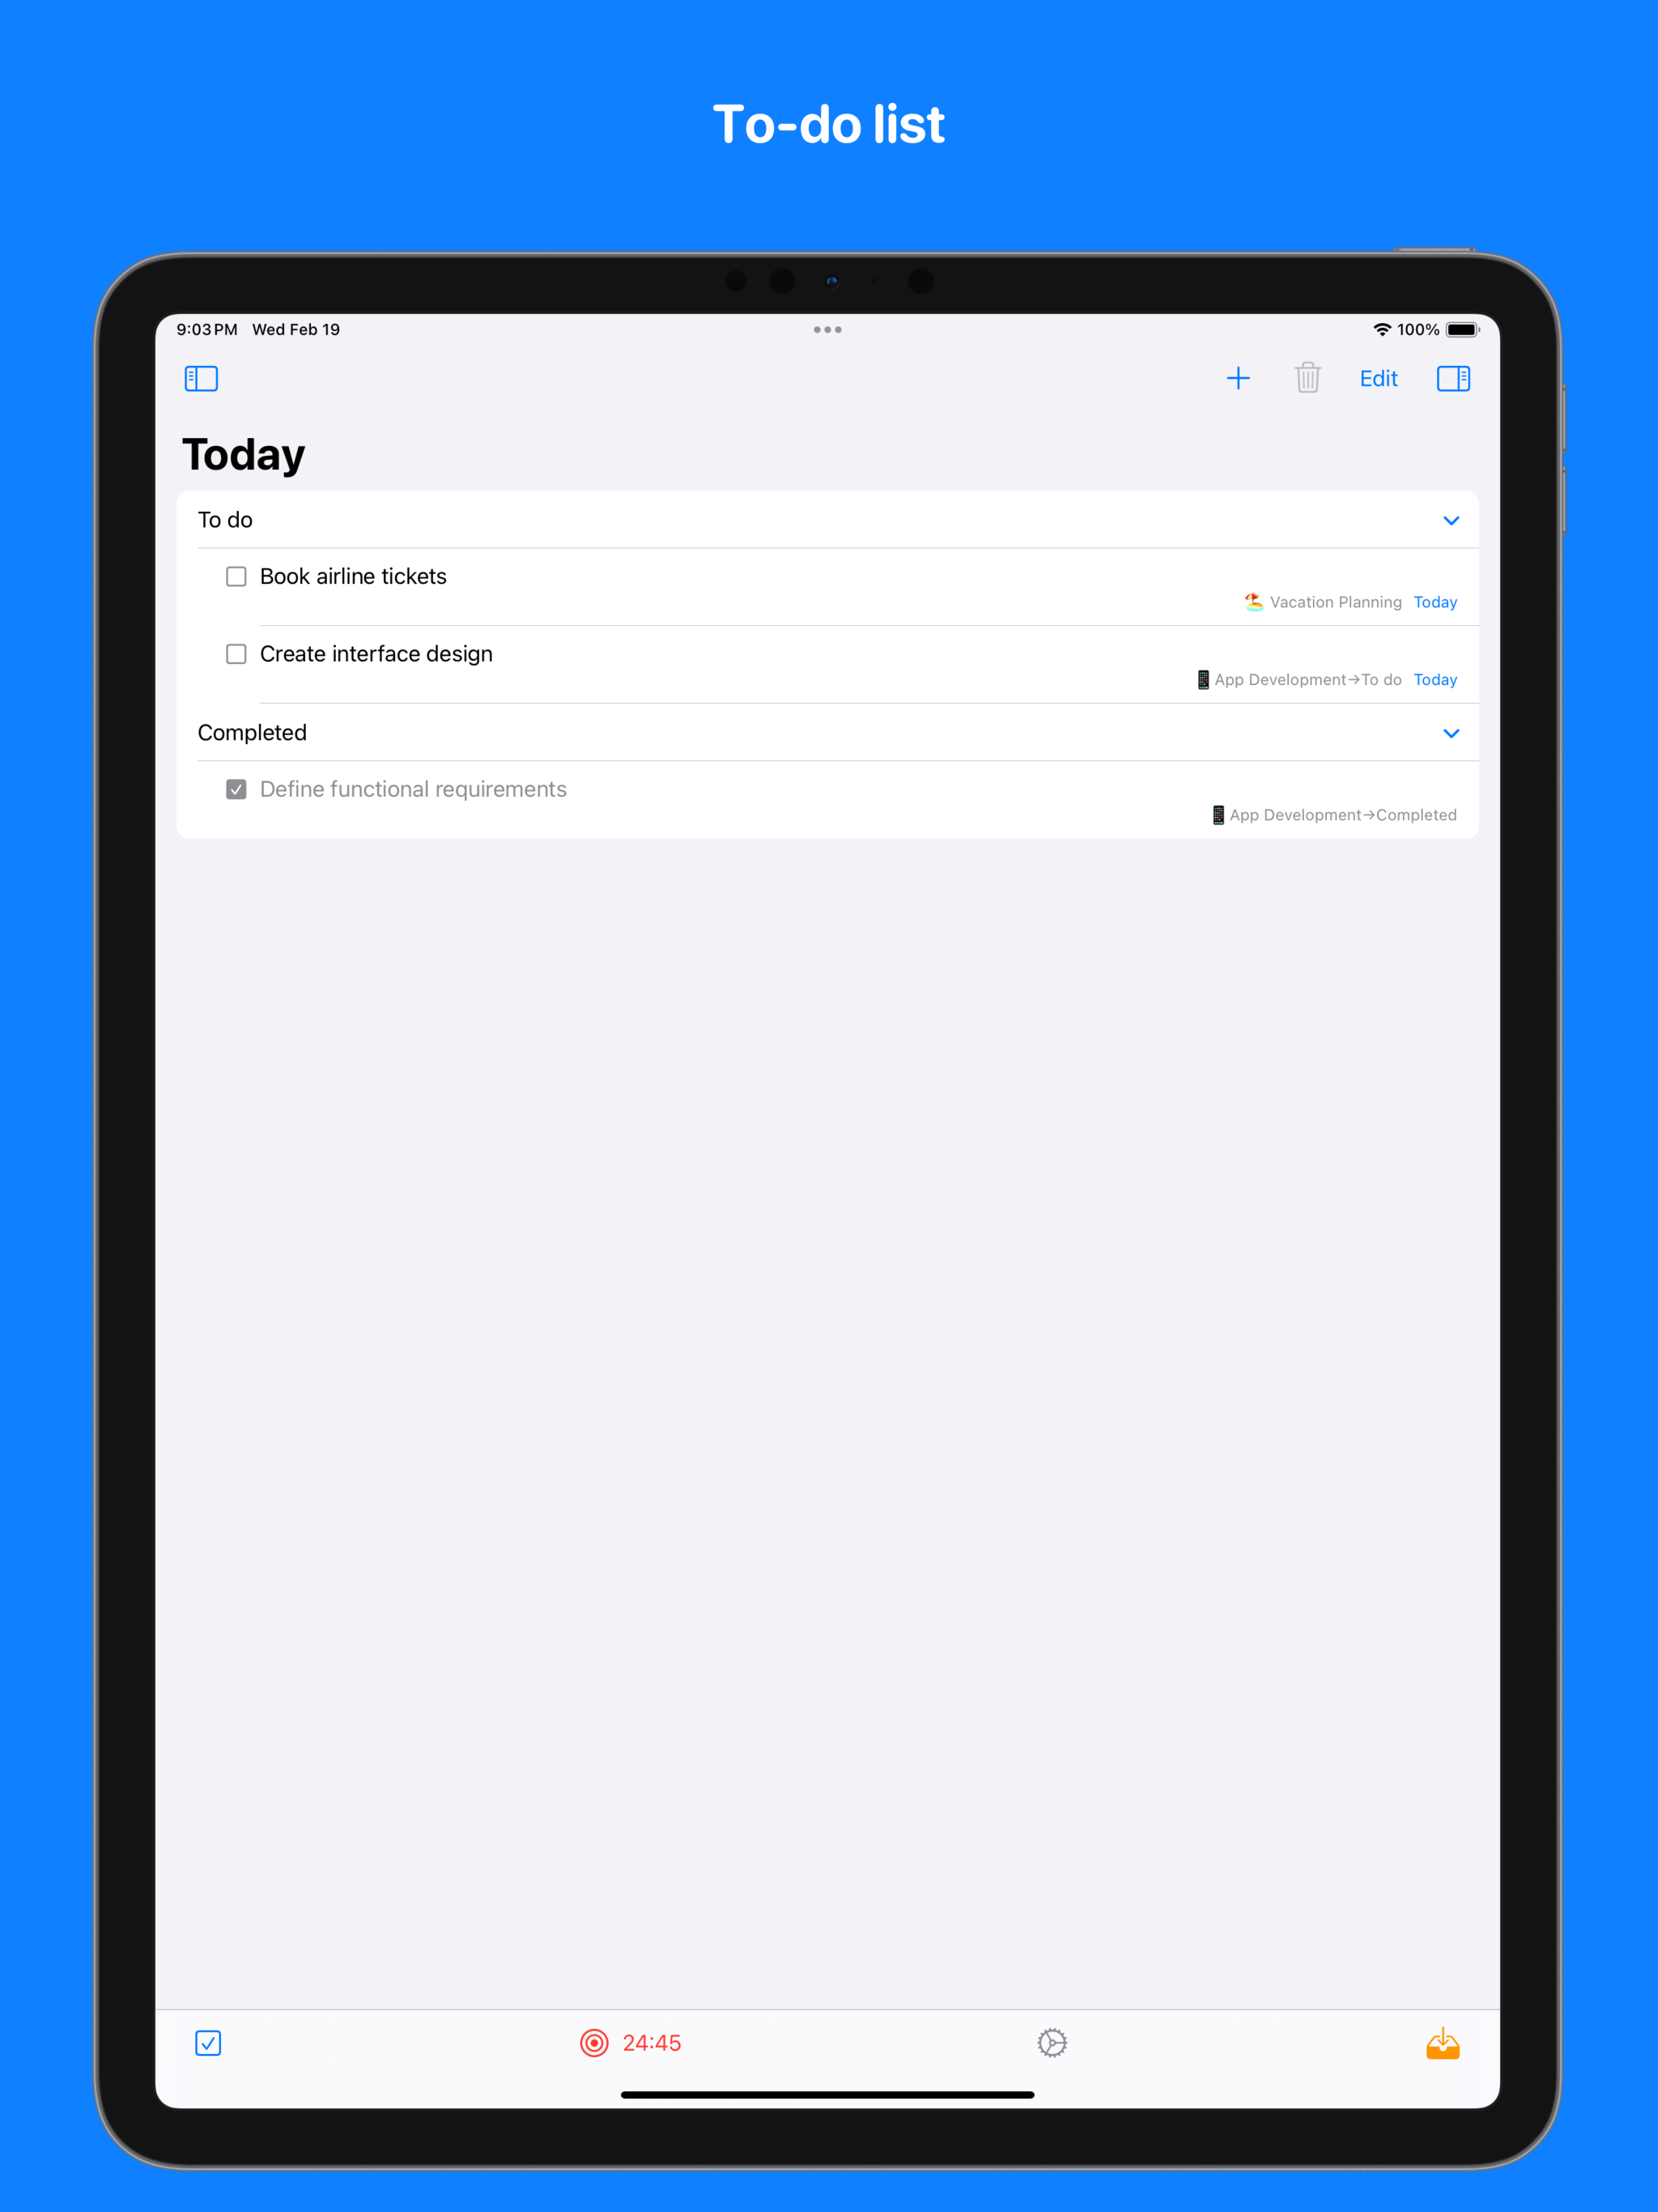 To-do list
9:03 PM Wed Feb 19
100%
Edit
Today
To do
Book airline tickets
Vacation Planning Today
Create interface design
App Development→To do Today
Completed
Define functional requirements
App Development→Completed
24:45